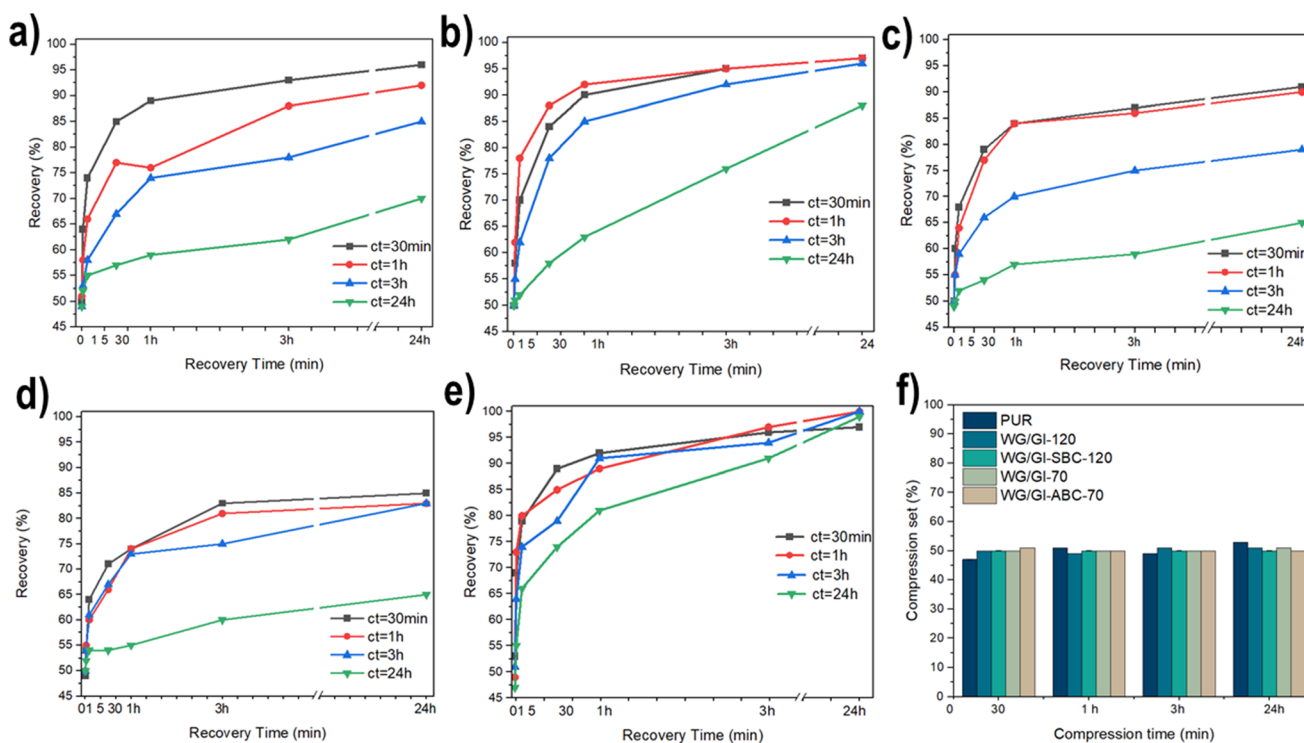 a)
100
95
90
85
80
75
70
65
60
55
50
45
Recovery (%)
ct=30min
ct=1h
ct=3h
ct=24h
0 1 5 30 1h 3h 24h
Recovery Time (min)
b)
100
95
90
85
80
75
70
65
60
55
50
45
Recovery (%)
ct=30min
ct=1h
ct=3h
ct=24h
0 1 5 30 1h 3h 24
Recovery Time (min)
c)
100
95
90
85
80
75
70
65
60
55
50
45
Recovery (%)
ct=30min
ct=1h
ct=3h
ct=24h
0 1 5 30 1h 3h 24h
Recovery Time (min)
d)
100
95
90
85
80
75
70
65
60
55
50
45
Recovery (%)
ct=30min
ct=1h
ct=3h
ct=24h
01 5 30 1h 3h 24h
Recovery Time (min)
e)
100
95
90
85
80
75
70
65
60
55
50
45
Recovery (%)
ct=30min
ct=1h
ct=3h
ct=24h
01 5 30 1h 3h 24h
Recovery Time (min)
f)
100
90
80
70
60
50
40
30
20
10
0
Compression set (%)
PUR
WG/GI-120
WG/GI-SBC-120
WG/GI-70
WG/GI-ABC-70
0 30 1 h 3h 24h
Compression time (min)